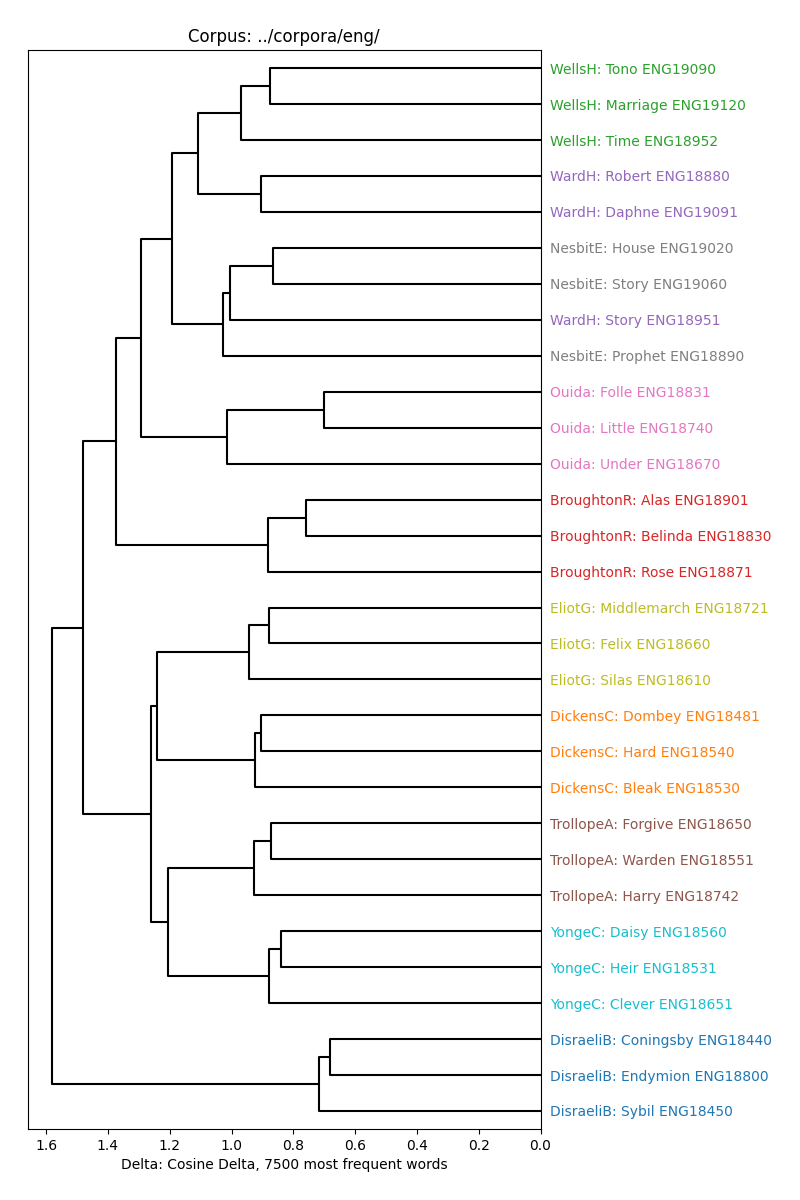 Corpus: ../corpora/eng/
WellsH: Tono ENG19090
WellsH: Marriage ENG19120
WellsH: Time ENG18952
WardH: Robert ENG18880
WardH: Daphne ENG19091
NesbitE: House ENG19020
NesbitE: Story ENG19060
WardH: Story ENG18951
NesbitE: Prophet ENG18890
Ouida: Folle ENG18831
Ouida: Little ENG18740
Ouida: Under ENG18670
BroughtonR: Alas ENG18901
BroughtonR: Belinda ENG18830
BroughtonR: Rose ENG18871
EliotG: Middlemarch ENG18721
EliotG: Felix ENG18660
EliotG: Silas ENG18610
DickensC: Dombey ENG18481
DickensC: Hard ENG18540
DickensC: Bleak ENG18530
TrollopeA: Forgive ENG18650
TrollopeA: Warden ENG18551
TrollopeA: Harry ENG18742
YongeC: Daisy ENG18560
YongeC: Heir ENG18531
YongeC: Clever ENG18651
DisraeliB: Coningsby ENG18440
DisraeliB: Endymion ENG18800
DisraeliB: Sybil ENG18450
1.6 1.4 1.2 1.0 0.8 0.6 0.4 0.2 0.0
Delta: Cosine Delta, 7500 most frequent words